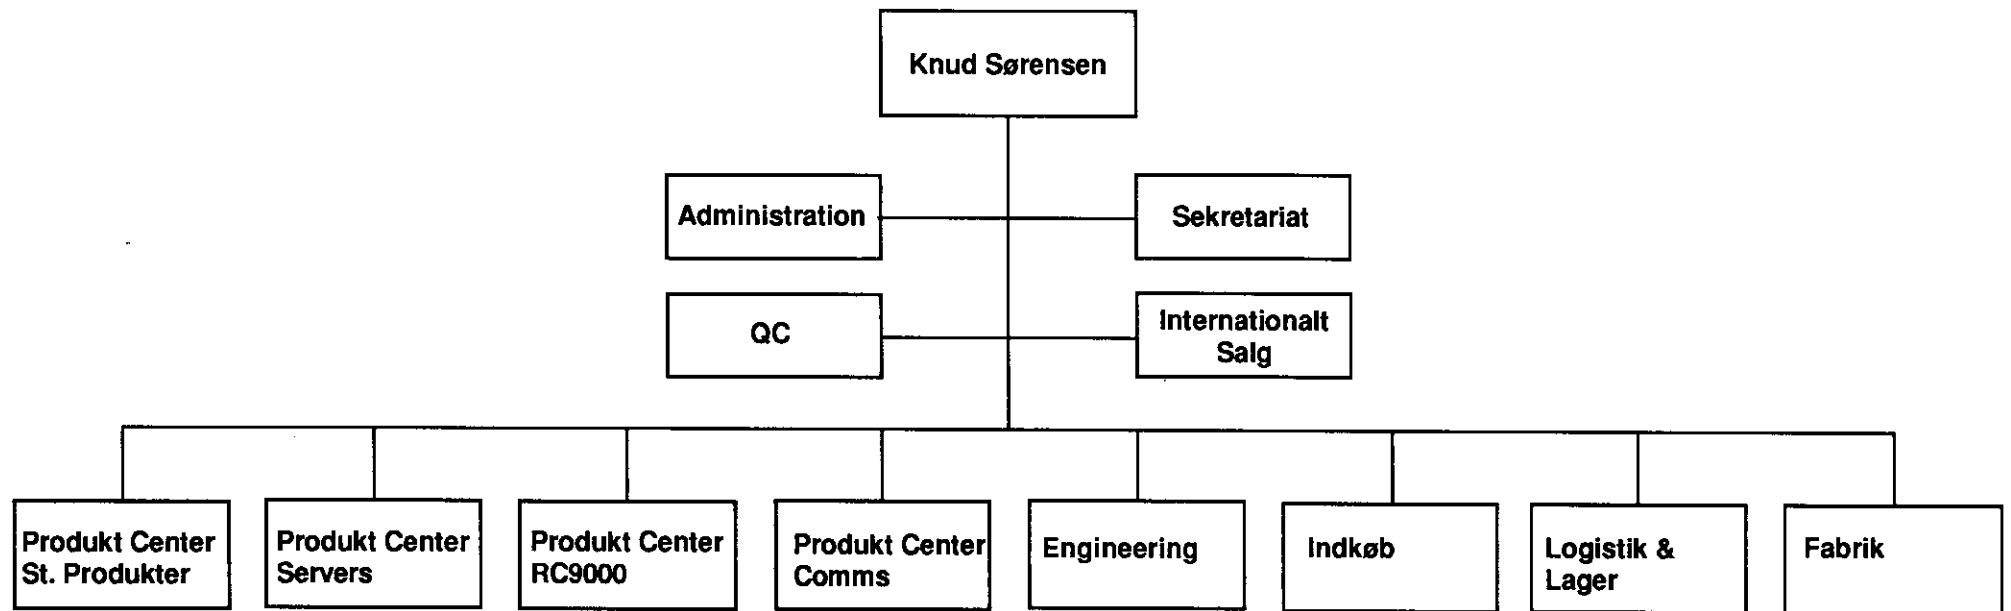 Knud Sørensen
Administration
Sekretariat
QC
Internationalt
Salg
Produkt Center
St. Produkter
Produkt Center
Servers
Produkt Center
RC9000
Produkt Center
Comms
Engineering
Indkøb
Logistik &
Lager
Fabrik